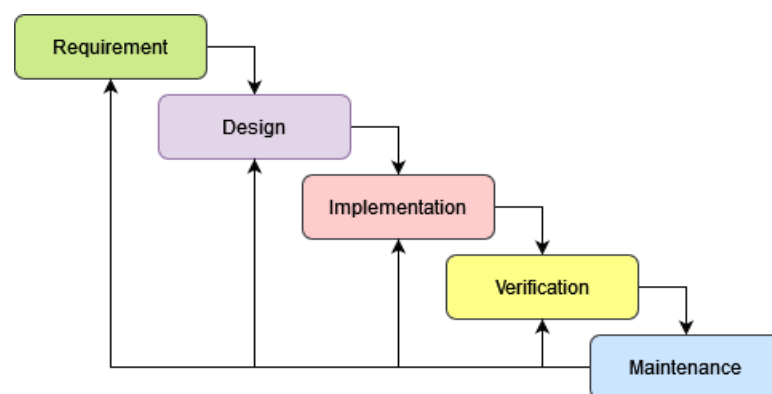 Requirement
Design
Implementation
Verification
Maintenance